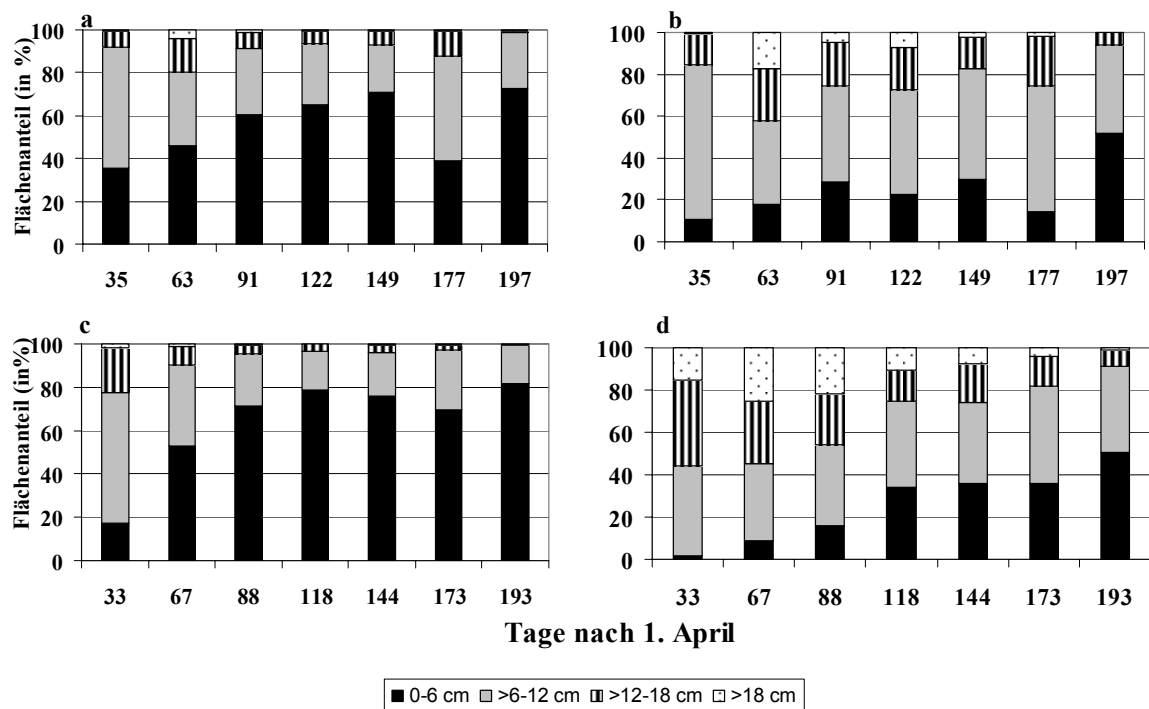 a
Flächenanteil (in %)
100
80
60
40
20
0
35 63 91 122 149 177 197
b
100
80
60
40
20
0
35 63 91 122 149 177 197
c
Flächenanteil (in%)
100
80
60
40
20
0
33 67 88 118 144 173 193
d
100
80
60
40
20
0
33 67 88 118 144 173 193
Tage nach 1. April
0-6 cm >6-12 cm >12-18 cm >18 cm